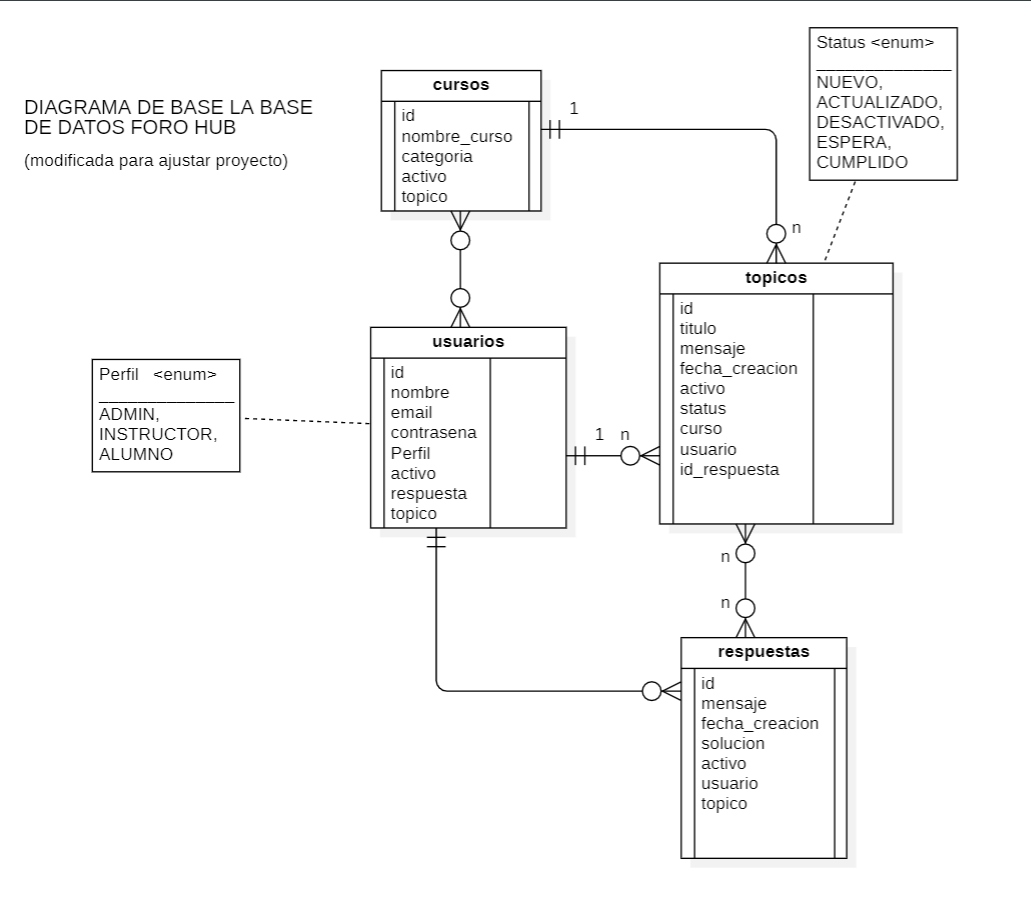 DIAGRAMA DE BASE LA BASE
DE DATOS FORO HUB
(modificada para ajustar proyecto)
cursos
id
nombre_curso
categoria
activo
topico
1
n
Status <enum>
______________
NUEVO,
ACTUALIZADO,
DESACTIVADO,
ESPERA,
CUMPLIDO
topicos
id
titulo
mensaje
fecha_creacion
activo
status
curso
usuario
id_respuesta
Perfil <enum>
______________
ADMIN,
INSTRUCTOR,
ALUMNO
usuarios
id
nombre
email
contrasena
Perfil
activo
respuesta
topico
1 n
n
n
respuestas
id
mensaje
fecha_creacion
solucion
activo
usuario
topico